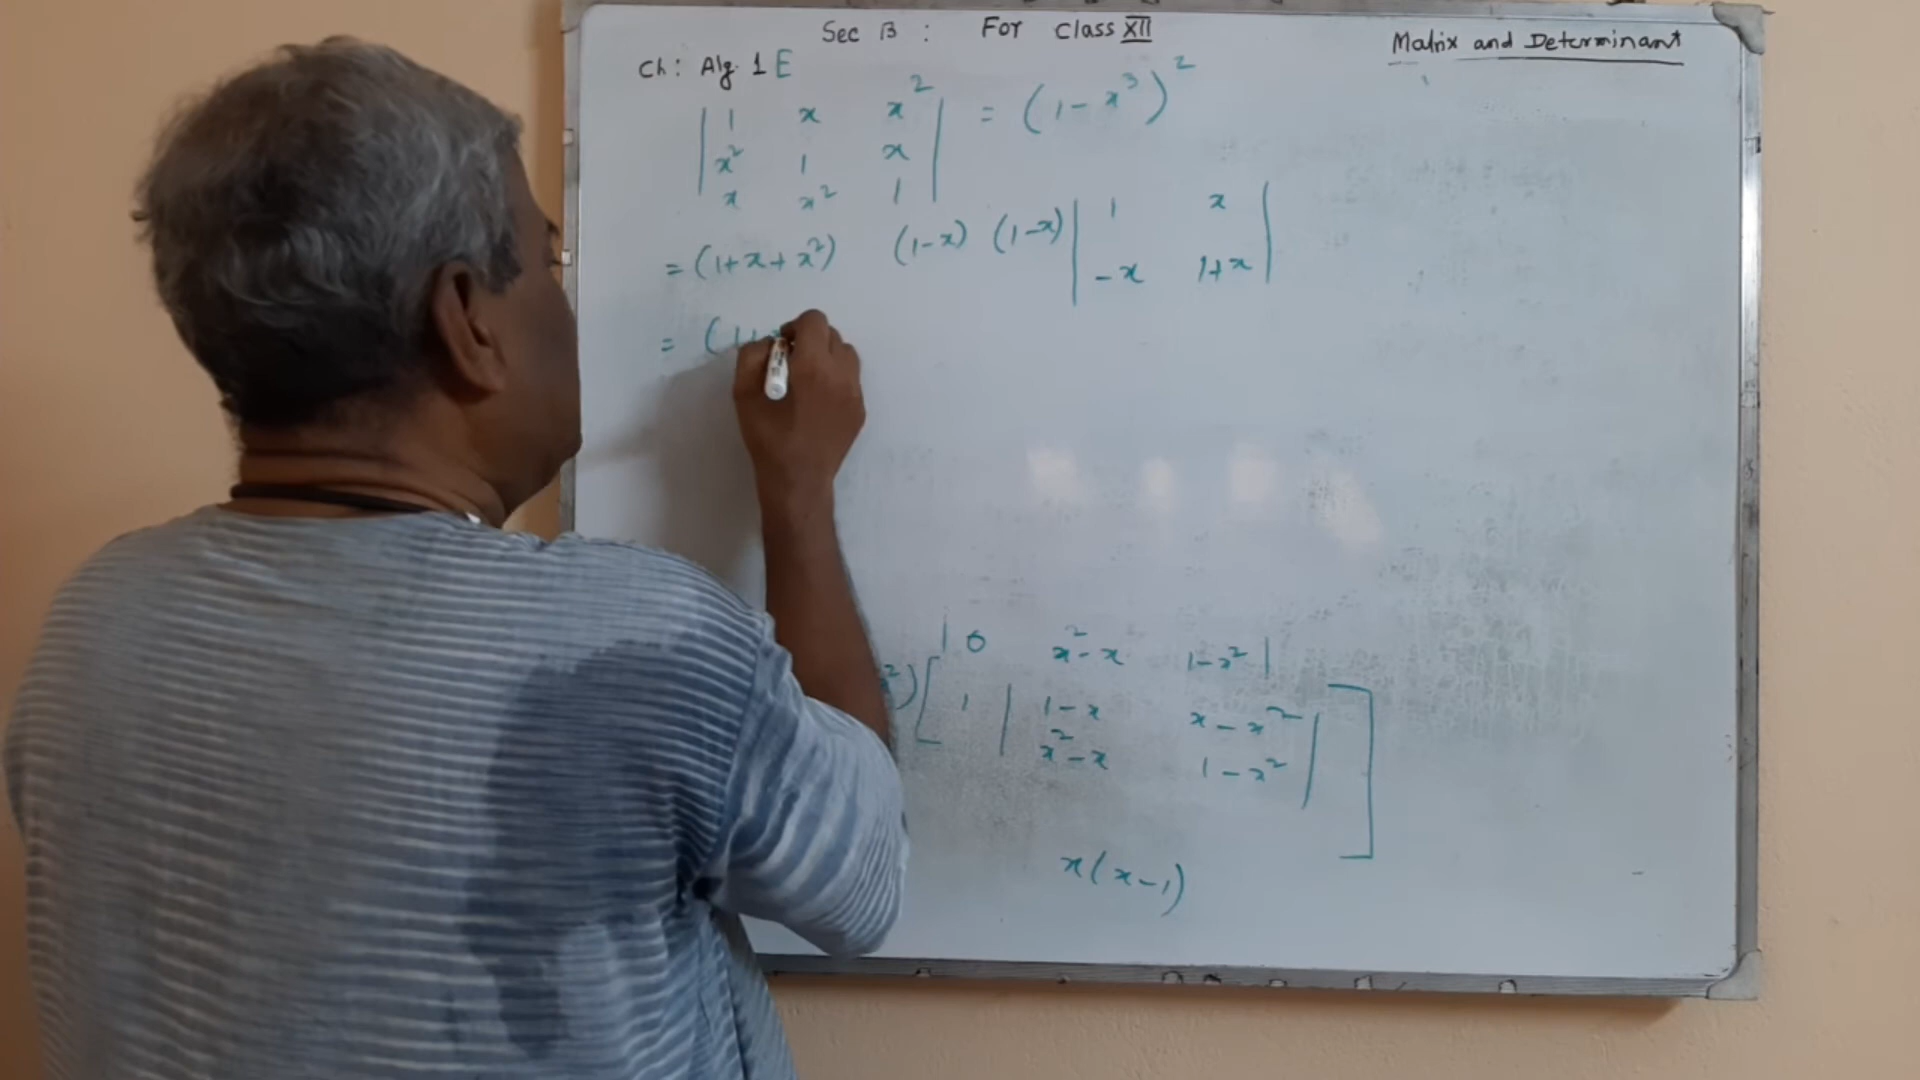 Sec B : For Class XII
Matrix and Determinant
Ch : Alg. 1 E
| 1 x x² | = (1 - x³)²
| x² 1 x |
| x x² 1 |
= (1+x+x²) (1-x) (1-x) | 1 x |
| -x 1+x |
= (1+
| 0 x²-x 1-x² |
²) [ 1 | 1-x x-x² | ]
| x²-x 1-x² |
x(x-1)